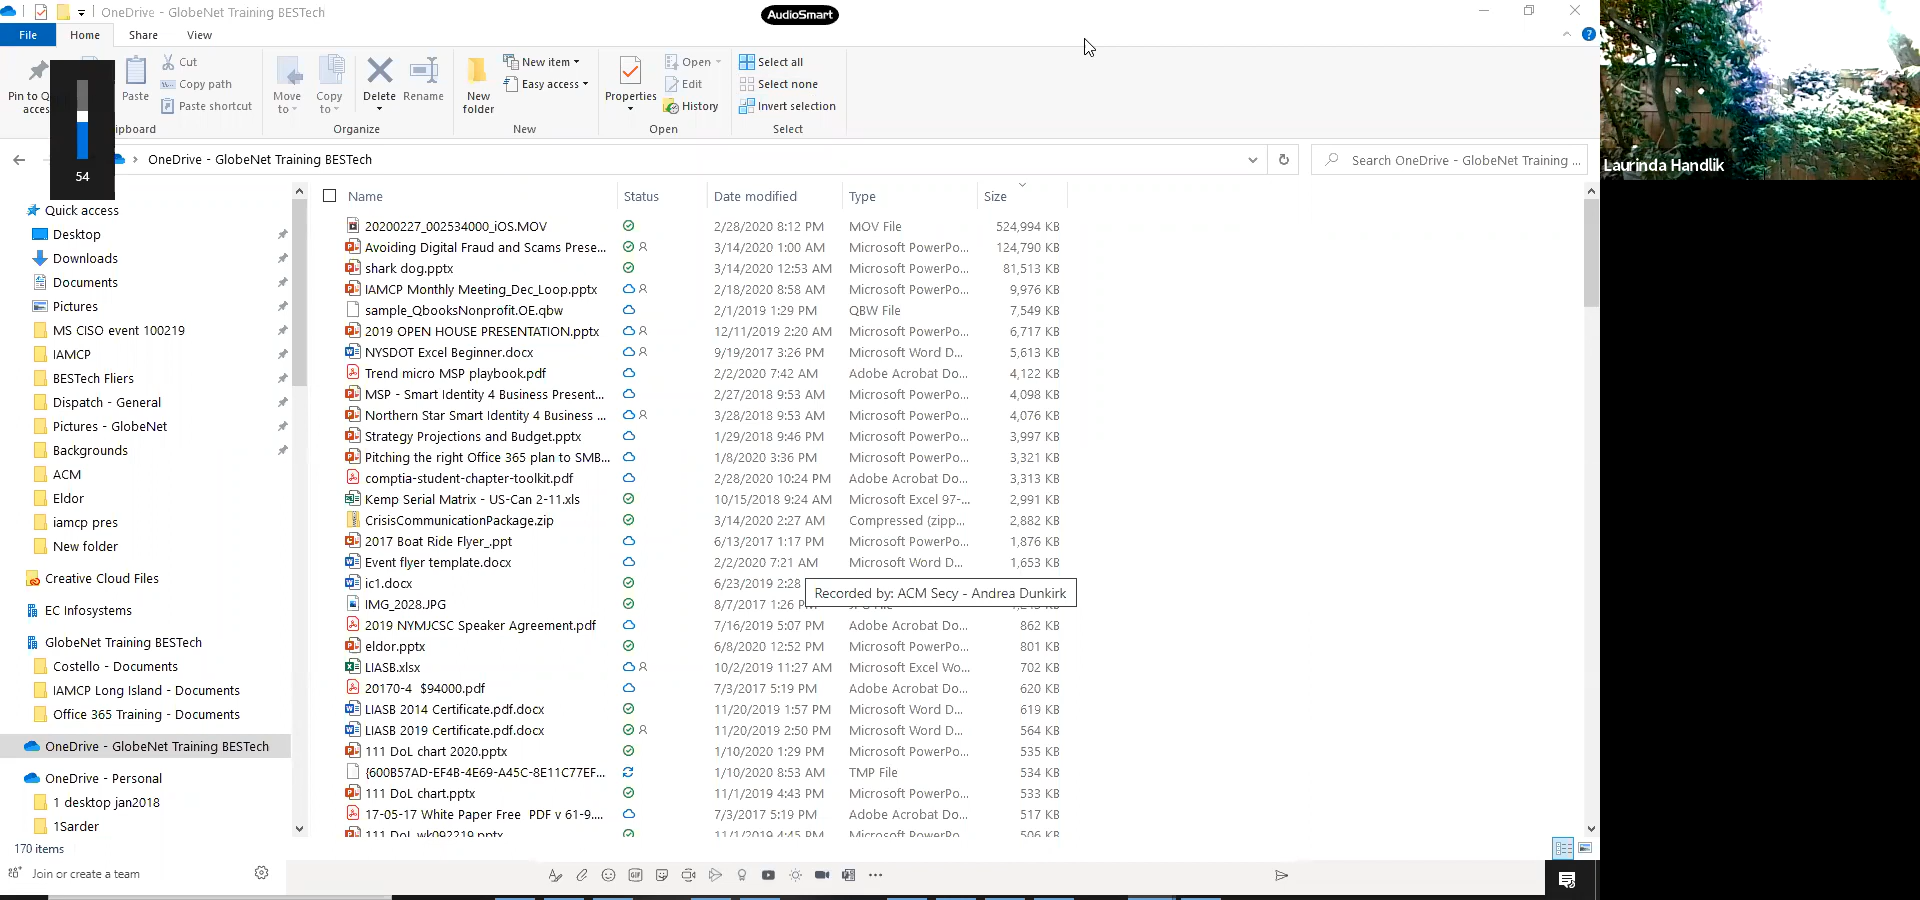 OneDrive - GlobeNet Training BESTech
AudioSmart
File Home Share View
Pin to Q
acces
Paste
Cut
Copy path
Paste shortcut
ipboard
Move to
Copy to
Delete
Rename
Organize
New folder
New item
Easy access
New
Properties
Open
Edit
History
Open
Select all
Select none
Invert selection
Select
54
OneDrive - GlobeNet Training BESTech
Search OneDrive - GlobeNet Training ...
Laurinda Handlik
Quick access
Desktop
Downloads
Documents
Pictures
MS CISO event 100219
IAMCP
BESTech Fliers
Dispatch - General
Pictures - GlobeNet
Backgrounds
ACM
Eldor
iamcp pres
New folder
Creative Cloud Files
EC Infosystems
GlobeNet Training BESTech
Costello - Documents
IAMCP Long Island - Documents
Office 365 Training - Documents
OneDrive - GlobeNet Training BESTech
OneDrive - Personal
1 desktop jan2018
1Sarder
Name Status Date modified Type Size
20200227_002534000_iOS.MOV 2/28/2020 8:12 PM MOV File 524,994 KB
Avoiding Digital Fraud and Scams Prese... 3/14/2020 1:00 AM Microsoft PowerPo... 124,790 KB
shark dog.pptx 3/14/2020 12:53 AM Microsoft PowerPo... 81,513 KB
IAMCP Monthly Meeting_Dec_Loop.pptx 2/18/2020 8:58 AM Microsoft PowerPo... 9,976 KB
sample_QbooksNonprofit.OE.qbw 2/1/2019 1:29 PM QBW File 7,549 KB
2019 OPEN HOUSE PRESENTATION.pptx 12/11/2019 2:20 AM Microsoft PowerPo... 6,717 KB
NYSDOT Excel Beginner.docx 9/19/2017 3:26 PM Microsoft Word D... 5,613 KB
Trend micro MSP playbook.pdf 2/2/2020 7:42 AM Adobe Acrobat Do... 4,122 KB
MSP - Smart Identity 4 Business Present... 2/27/2018 9:53 AM Microsoft PowerPo... 4,098 KB
Northern Star Smart Identity 4 Business ... 3/28/2018 9:53 AM Microsoft PowerPo... 4,076 KB
Strategy Projections and Budget.pptx 1/29/2018 9:46 PM Microsoft PowerPo... 3,997 KB
Pitching the right Office 365 plan to SMB... 1/8/2020 3:36 PM Microsoft PowerPo... 3,321 KB
comptia-student-chapter-toolkit.pdf 2/28/2020 10:24 PM Adobe Acrobat Do... 3,313 KB
Kemp Serial Matrix - US-Can 2-11.xls 10/15/2018 9:24 AM Microsoft Excel 97-... 2,991 KB
CrisisCommunicationPackage.zip 3/14/2020 2:27 AM Compressed (zipp... 2,882 KB
2017 Boat Ride Flyer_.ppt 6/13/2017 1:17 PM Microsoft PowerPo... 1,876 KB
Event flyer template.docx 2/2/2020 7:21 AM Microsoft Word D... 1,653 KB
ic1.docx 6/23/2019 2:28
Recorded by: ACM Secy - Andrea Dunkirk
IMG_2028.JPG 8/7/2017 1:26 P
2019 NYMJCSC Speaker Agreement.pdf 7/16/2019 5:07 PM Adobe Acrobat Do... 862 KB
eldor.pptx 6/8/2020 12:52 PM Microsoft PowerPo... 801 KB
LIASB.xlsx 10/2/2019 11:27 AM Microsoft Excel Wo... 702 KB
20170-4 $94000.pdf 7/3/2017 5:19 PM Adobe Acrobat Do... 620 KB
LIASB 2014 Certificate.pdf.docx 11/20/2019 1:57 PM Microsoft Word D... 619 KB
LIASB 2019 Certificate.pdf.docx 11/20/2019 2:50 PM Microsoft Word D... 564 KB
111 DoL chart 2020.pptx 1/10/2020 1:29 PM Microsoft PowerPo... 535 KB
{600B57AD-EF4B-4E69-A45C-8E11C77EF... 1/10/2020 8:53 AM TMP File 534 KB
111 DoL chart.pptx 11/1/2019 4:43 PM Microsoft PowerPo... 533 KB
17-05-17 White Paper Free PDF v 61-9.... 7/3/2017 5:19 PM Adobe Acrobat Do... 517 KB
111 DoL wk092219.pptx 11/1/2019 4:45 PM Microsoft PowerPo... 506 KB
170 items
Join or create a team
GIF